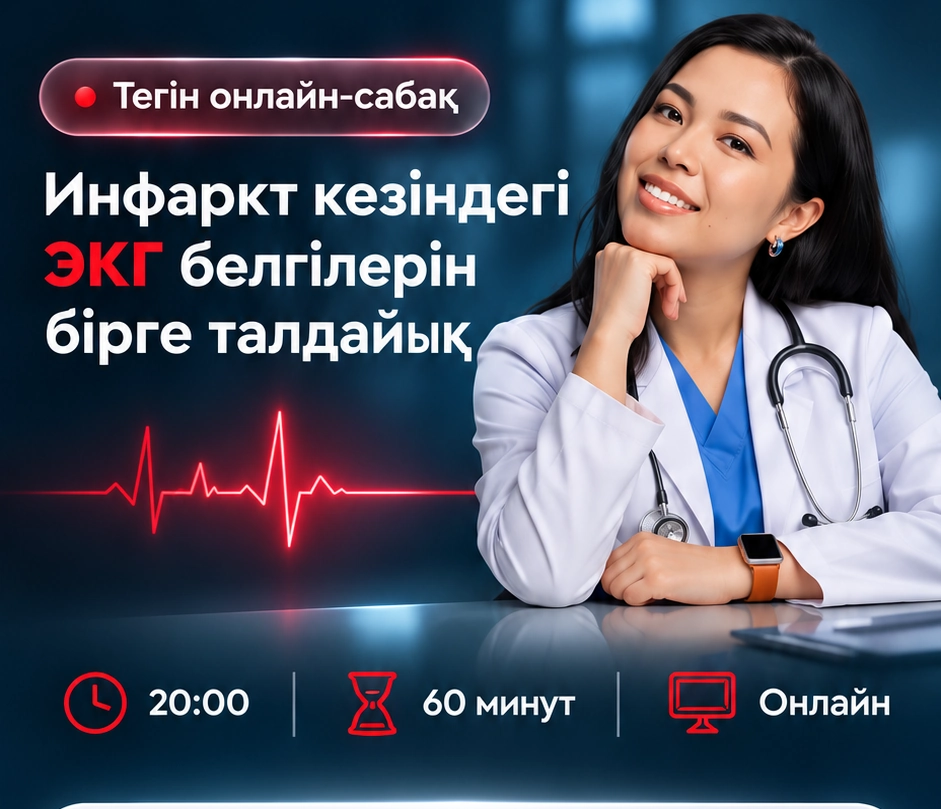 Тегін онлайн-сабақ
Инфаркт кезіндегі
ЭКГ белгілерін
бірге талдайық
20:00
60 минут
Онлайн